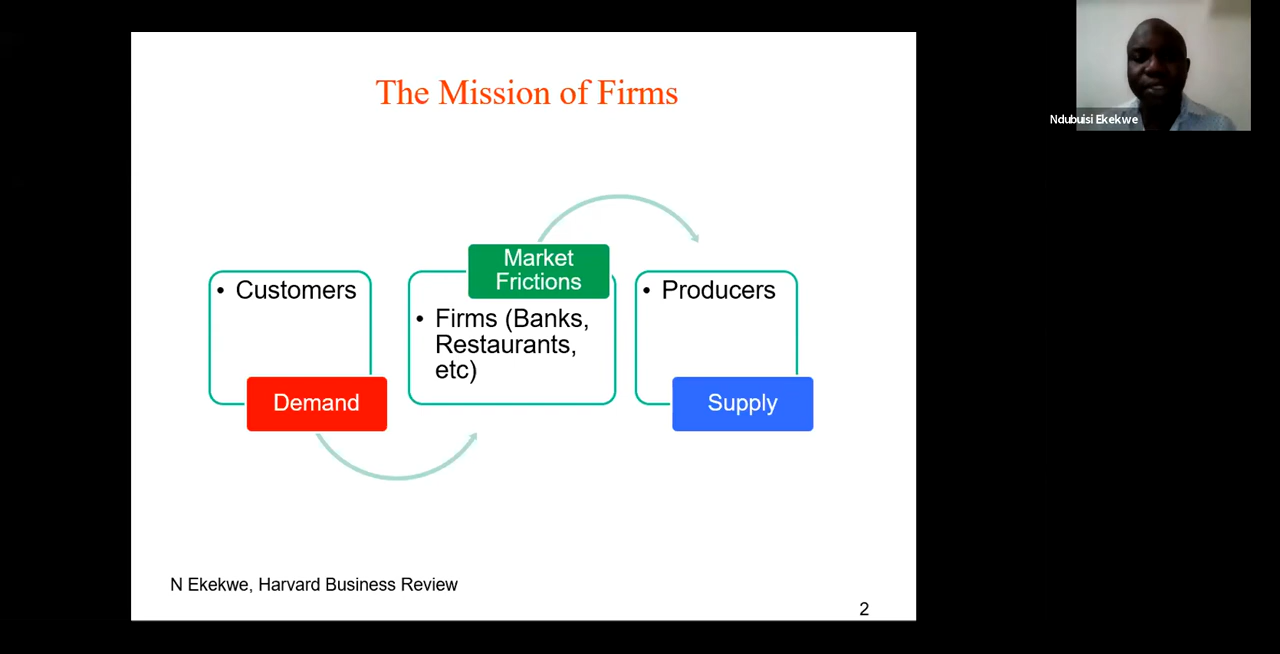 The Mission of Firms
Ndubuisi Ekekwe
Market
Frictions
• Customers
• Firms (Banks,
Restaurants,
etc)
• Producers
Demand
Supply
N Ekekwe, Harvard Business Review
2